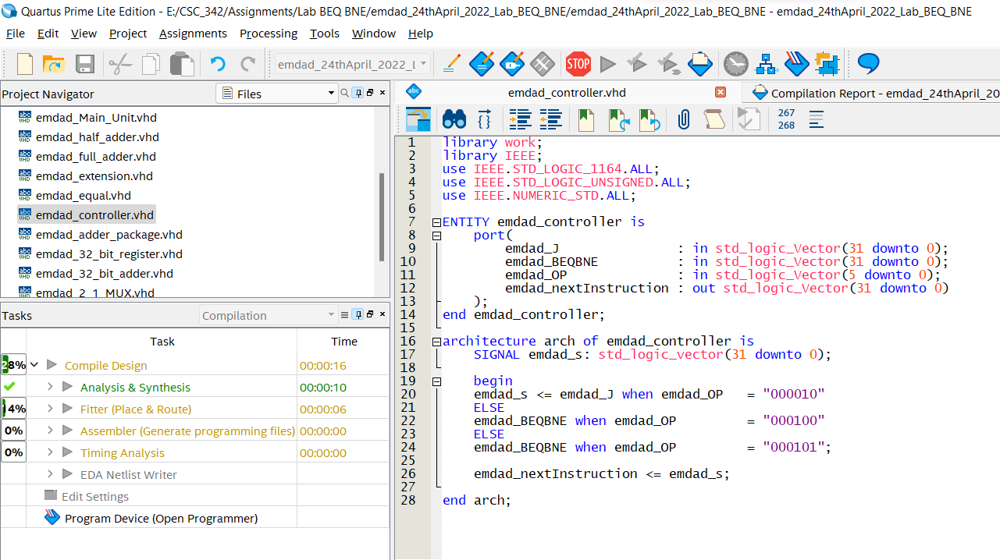 Quartus Prime Lite Edition - E:/CSC_342/Assignments/Lab BEQ BNE/emdad_24thApril_2022_Lab_BEQ_BNE/emdad_24thApril_2022_Lab_BEQ_BNE - emdad_24thApril_2022_Lab_BEQ_BNE
File Edit View Project Assignments Processing Tools Window Help
emdad_24thApril_2022_L
STOP
Project Navigator
Files
emdad_Main_Unit.vhd
emdad_half_adder.vhd
emdad_full_adder.vhd
emdad_extension.vhd
emdad_equal.vhd
emdad_controller.vhd
emdad_adder_package.vhd
emdad_32_bit_register.vhd
emdad_32_bit_adder.vhd
emdad_2_1_MUX.vhd
Tasks
Compilation
Task Time
28% Compile Design 00:00:16
Analysis & Synthesis 00:00:10
14% Fitter (Place & Route) 00:00:06
0% Assembler (Generate programming files) 00:00:00
0% Timing Analysis 00:00:00
EDA Netlist Writer
Edit Settings
Program Device (Open Programmer)
emdad_controller.vhd
Compilation Report - emdad_24thApril_20
267
268
1 library work;
2 library IEEE;
3 use IEEE.STD_LOGIC_1164.ALL;
4 use IEEE.STD_LOGIC_UNSIGNED.ALL;
5 use IEEE.NUMERIC_STD.ALL;
6
7 ENTITY emdad_controller is
8 port(
9 emdad_J : in std_logic_Vector(31 downto 0);
10 emdad_BEQBNE : in std_logic_Vector(31 downto 0);
11 emdad_OP : in std_logic_Vector(5 downto 0);
12 emdad_nextInstruction : out std_logic_Vector(31 downto 0)
13 );
14 end emdad_controller;
15
16 architecture arch of emdad_controller is
17 SIGNAL emdad_s: std_logic_vector(31 downto 0);
18
19 begin
20 emdad_s <= emdad_J when emdad_OP = "000010"
21 ELSE
22 emdad_BEQBNE when emdad_OP = "000100"
23 ELSE
24 emdad_BEQBNE when emdad_OP = "000101";
25
26 emdad_nextInstruction <= emdad_s;
27
28 end arch;